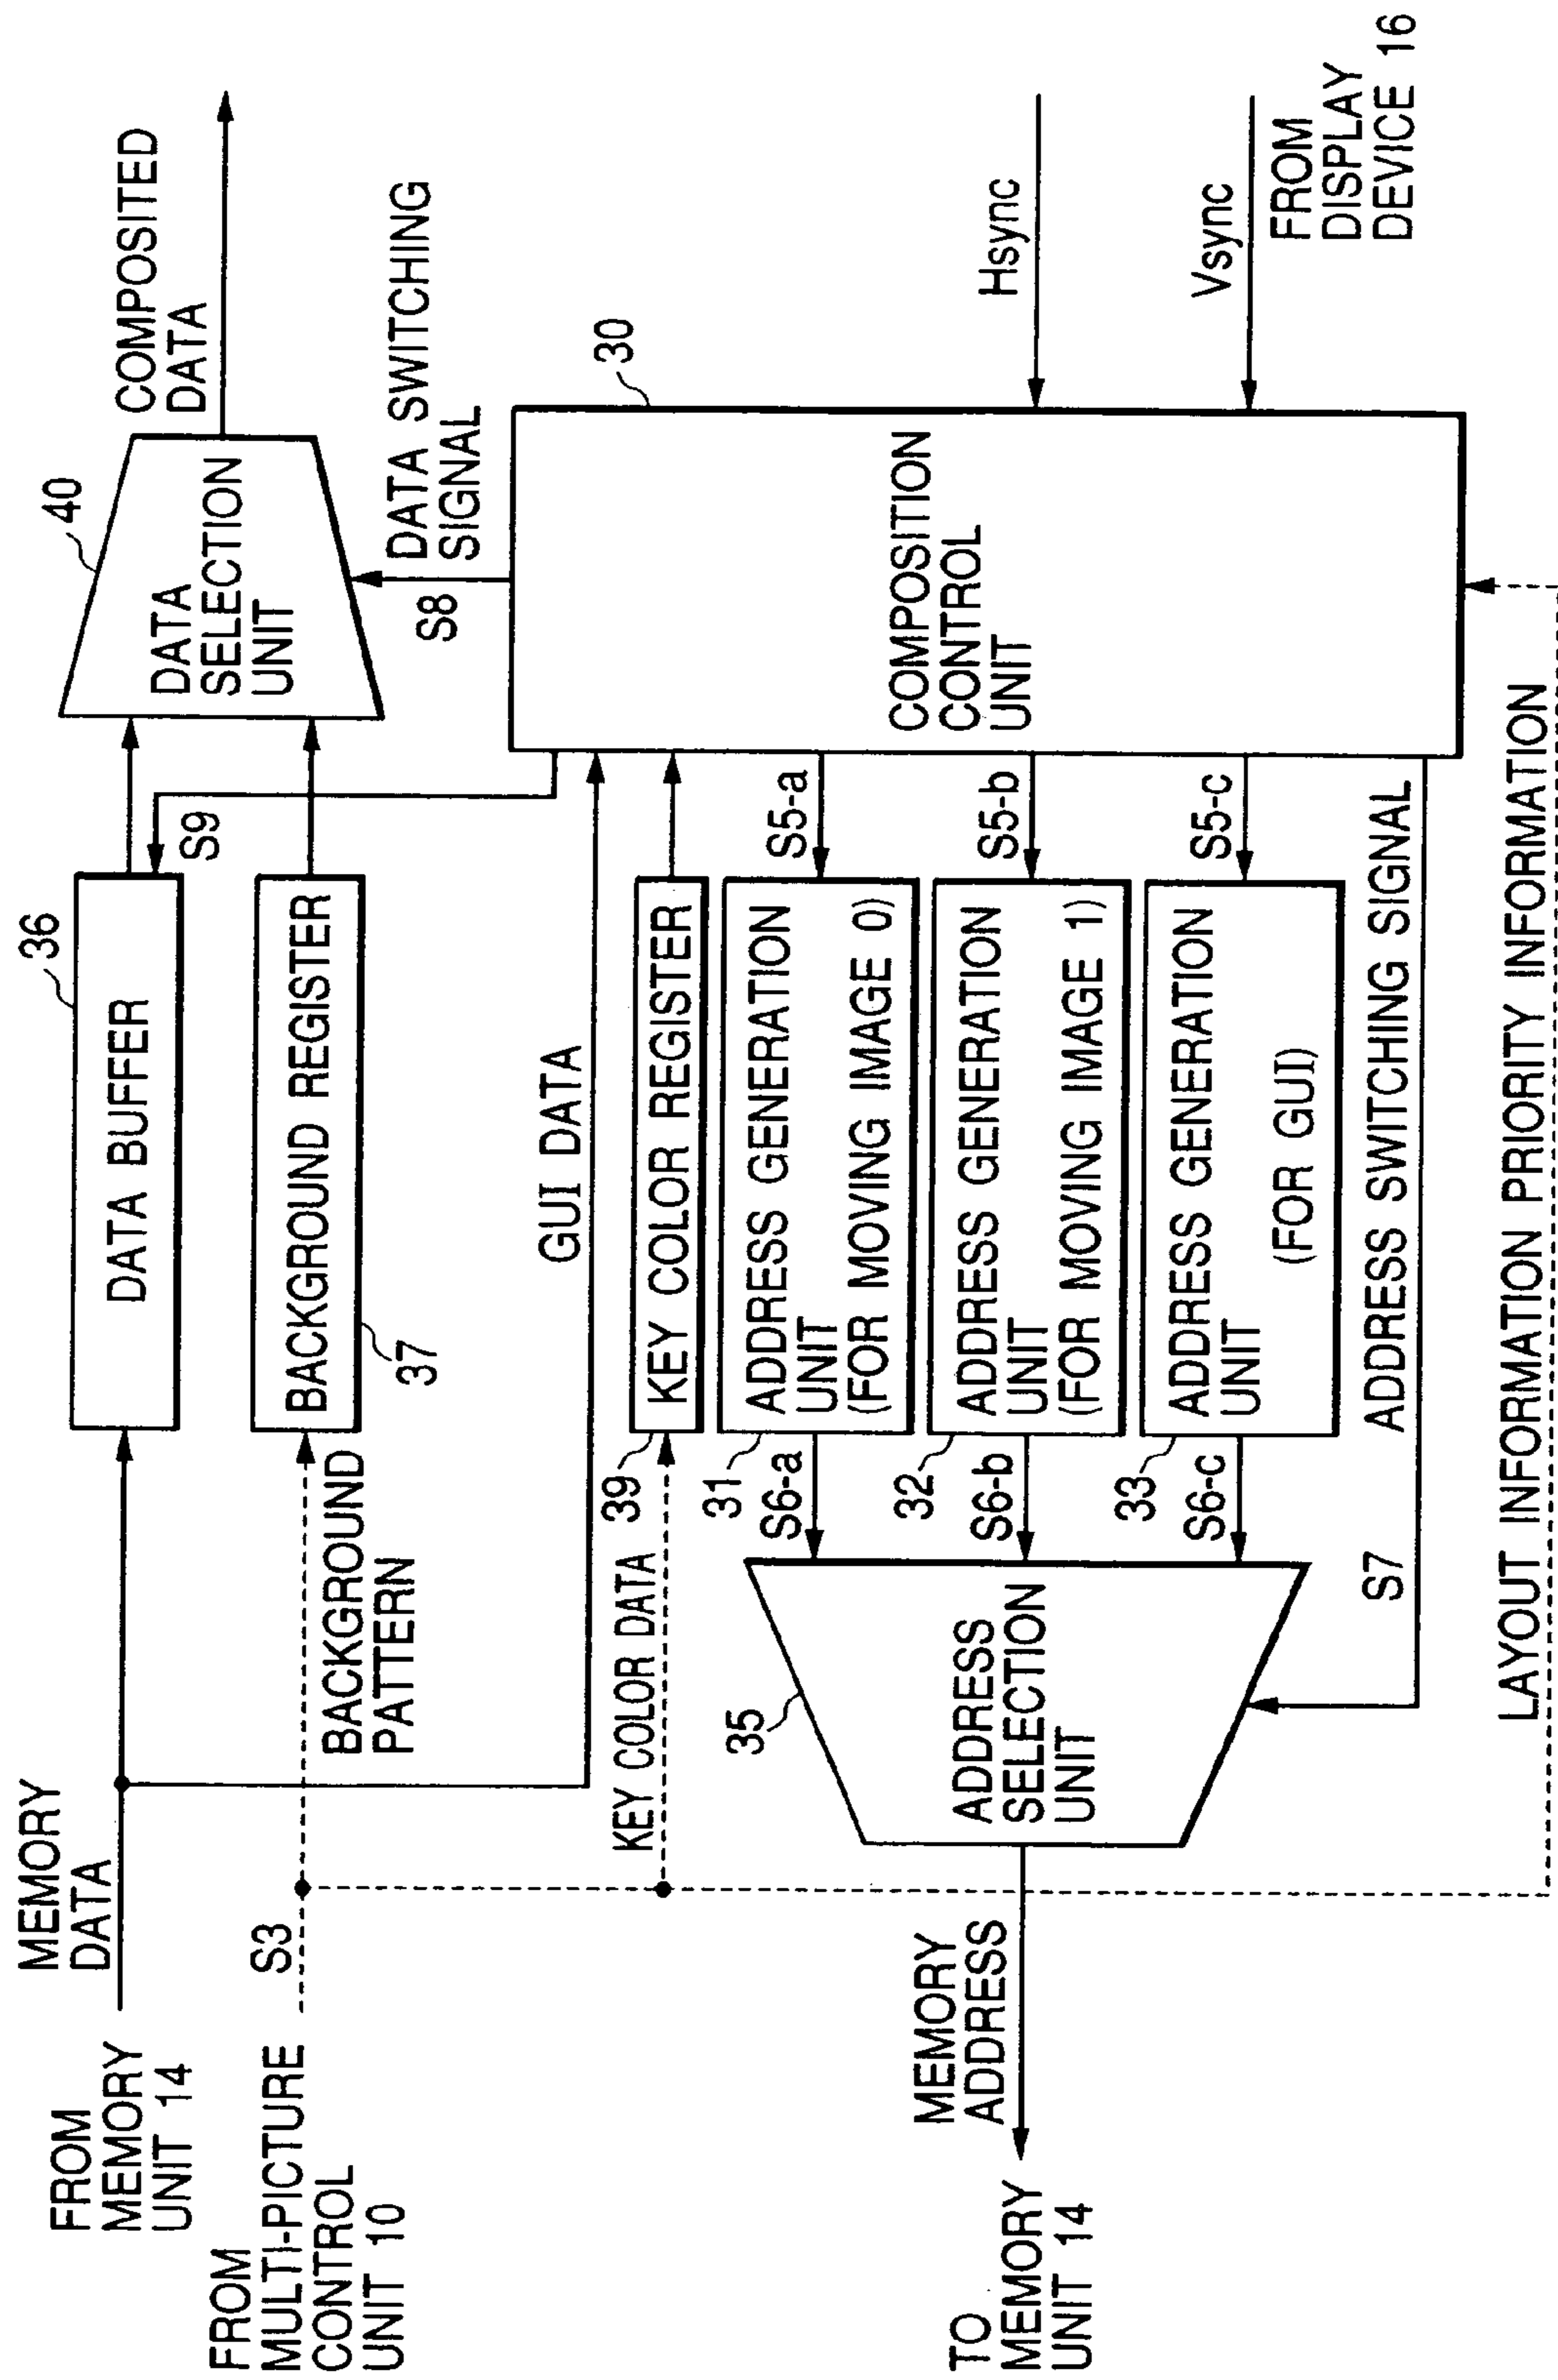 FROM
MEMORY
UNIT 14
MEMORY
DATA
36
DATA BUFFER
S9
40
DATA
SELECTION
UNIT
COMPOSITED
DATA
FROM
MULTI-PICTURE
CONTROL
UNIT 10
S3
BACKGROUND
PATTERN
BACKGROUND REGISTER
37
DATA SWITCHING
SIGNAL
S8
GUI DATA
KEY COLOR DATA
39
KEY COLOR REGISTER
30
COMPOSITION
CONTROL
UNIT
31
ADDRESS GENERATION
UNIT
(FOR MOVING IMAGE 0)
S5-a
S6-a
32
ADDRESS GENERATION
UNIT
(FOR MOVING IMAGE 1)
S5-b
S6-b
33
ADDRESS GENERATION
UNIT
(FOR GUI)
S5-c
S6-c
35
ADDRESS
SELECTION
UNIT
MEMORY
ADDRESS
TO
MEMORY
UNIT 14
Hsync
Vsync
FROM
DISPLAY
DEVICE 16
S7
ADDRESS SWITCHING SIGNAL
LAYOUT INFORMATION PRIORITY INFORMATION